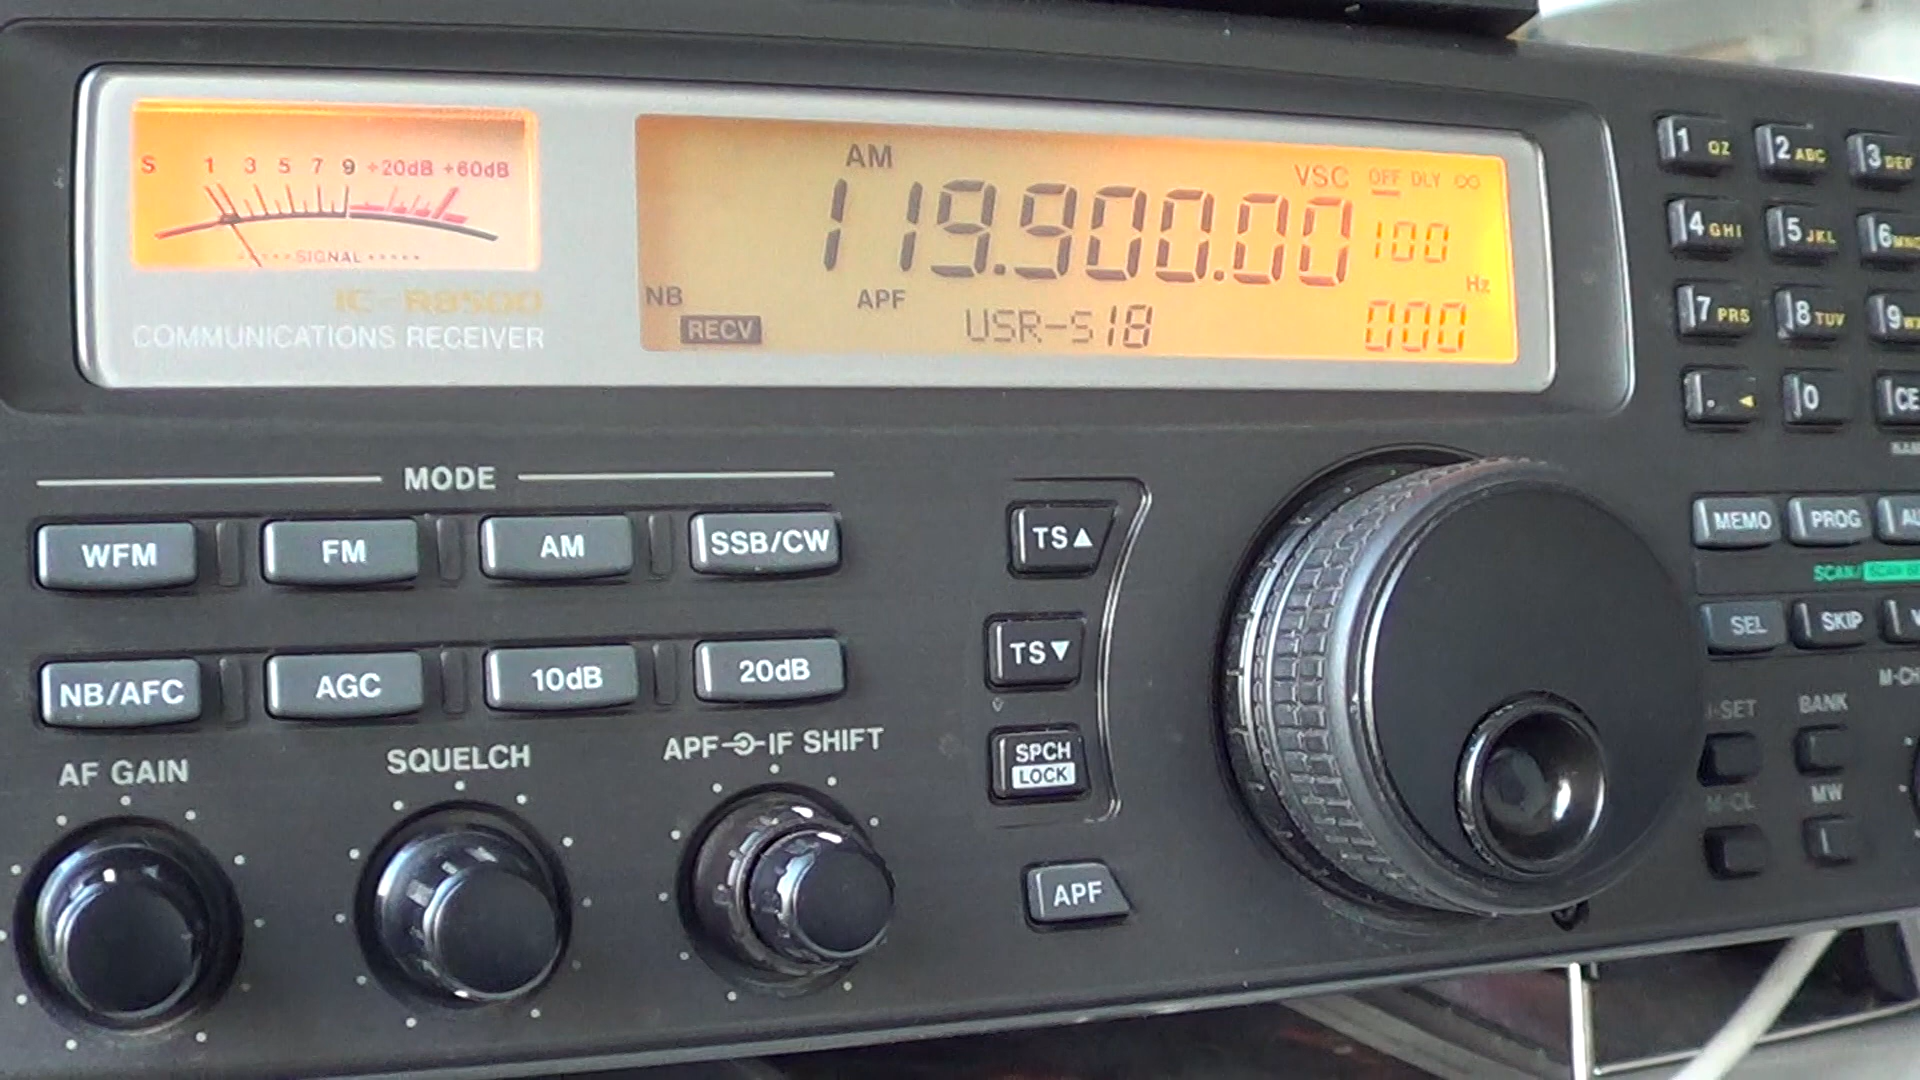 S 1 3 5 7 9 +20dB +60dB
SIGNAL
IC-R8500
COMMUNICATIONS RECEIVER
AM
VSC OFF DLY ∞
119.900.00 100
Hz
NB APF
RECV USR-S18 000
1 QZ 2 ABC 3 DEF
4 GHI 5 JKL 6
7 PRS 8 TUV 9
. ◀ 0 CE
MODE
WFM FM AM SSB/CW
NB/AFC AGC 10dB 20dB
AF GAIN SQUELCH APF IF SHIFT
TS▲
TS▼
SPCH
LOCK
APF
MEMO PROG
SCAN/
SEL SKIP
M-CH
BANK
M-CL MW